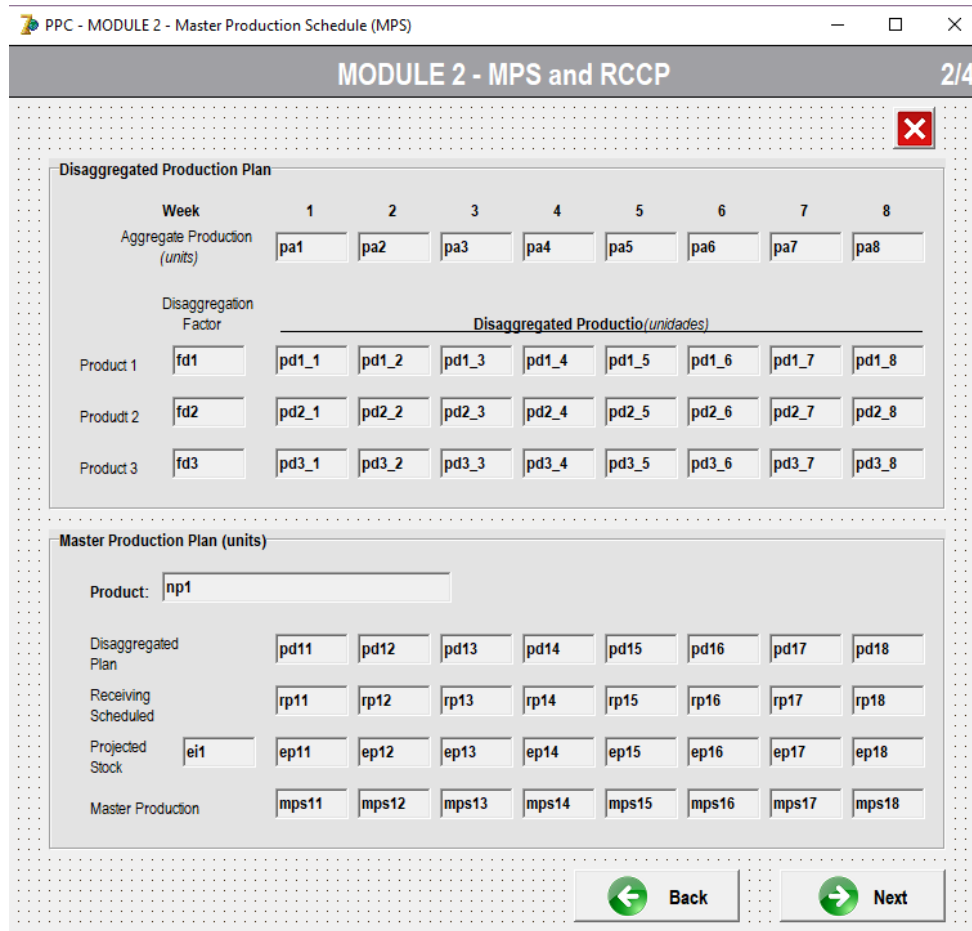 PPC - MODULE 2 - Master Production Schedule (MPS)
MODULE 2 - MPS and RCCP 2/4
Disaggregated Production Plan
Week 1 2 3 4 5 6 7 8
Aggregate Production
(units)
pa1 pa2 pa3 pa4 pa5 pa6 pa7 pa8
Disaggregation
Factor
Disaggregated Productio(unidades)
Product 1 fd1 pd1_1 pd1_2 pd1_3 pd1_4 pd1_5 pd1_6 pd1_7 pd1_8
Produdt 2 fd2 pd2_1 pd2_2 pd2_3 pd2_4 pd2_5 pd2_6 pd2_7 pd2_8
Product 3 fd3 pd3_1 pd3_2 pd3_3 pd3_4 pd3_5 pd3_6 pd3_7 pd3_8
Master Production Plan (units)
Product: np1
Disaggregated
Plan
pd11 pd12 pd13 pd14 pd15 pd16 pd17 pd18
Receiving
Scheduled
rp11 rp12 rp13 rp14 rp15 rp16 rp17 rp18
Projected
Stock
ei1 ep11 ep12 ep13 ep14 ep15 ep16 ep17 ep18
Master Production mps11 mps12 mps13 mps14 mps15 mps16 mps17 mps18
Back Next